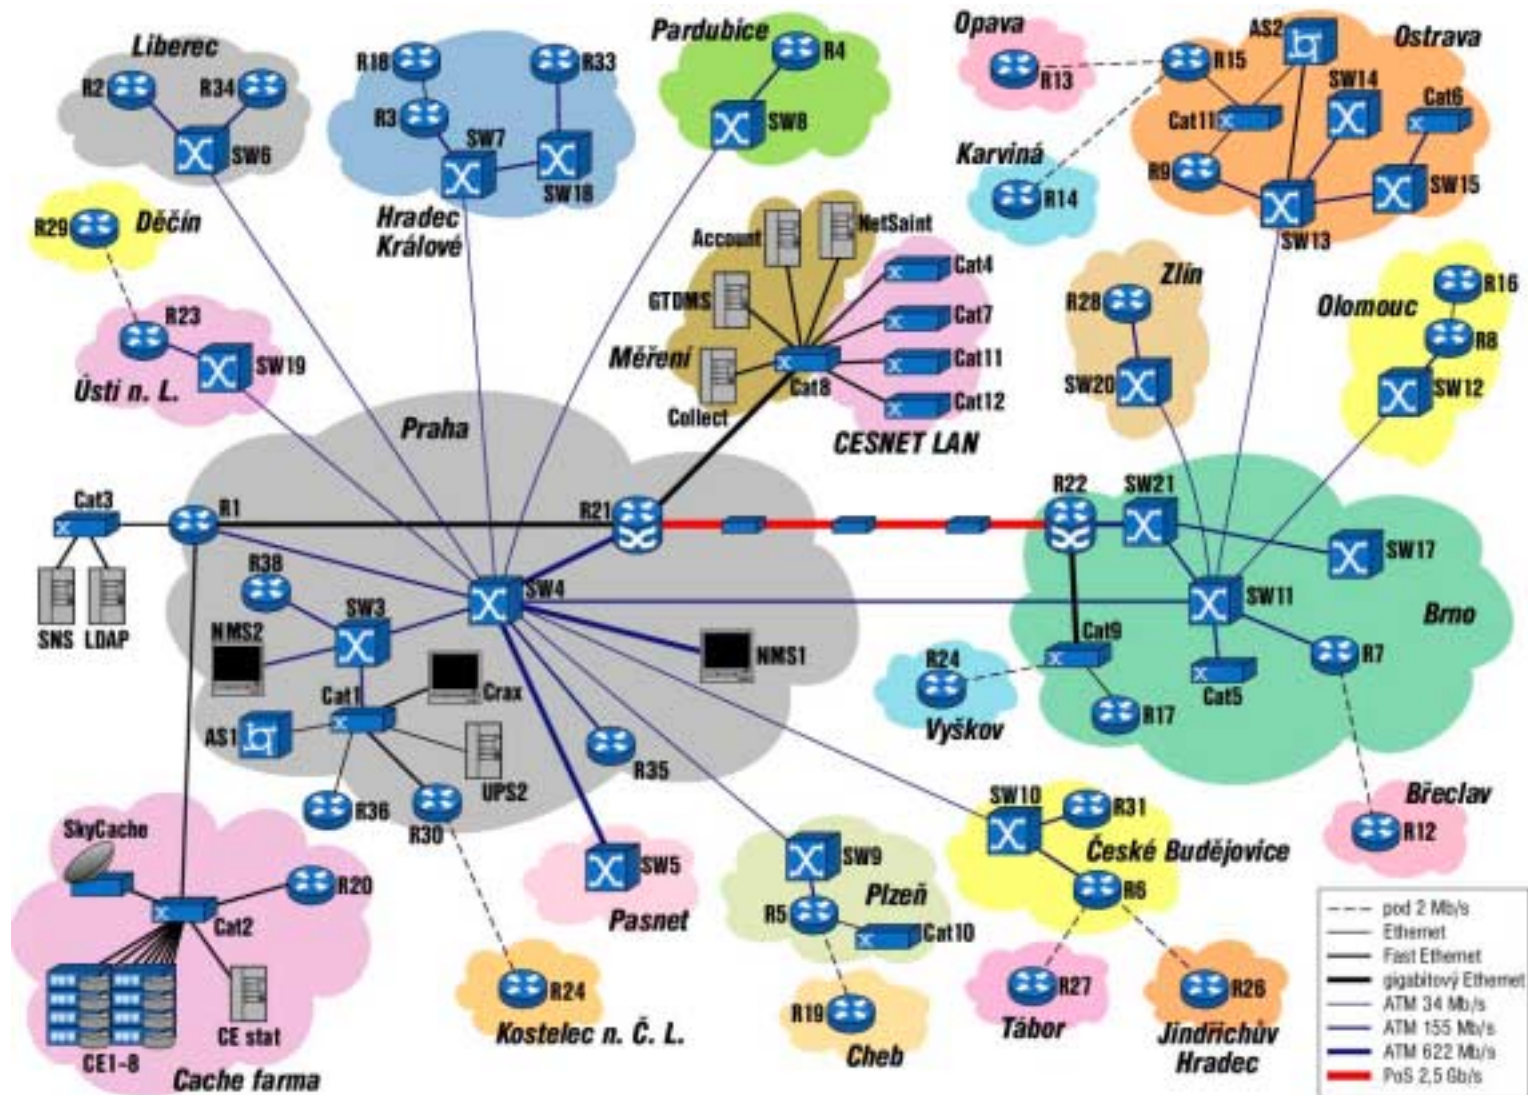 Liberec
R2
R34
SW6
R18
R33
R3
SW7
SW18
Hradec
Králové
Pardubice
R4
SW8
Opava
R13
AS2
Ostrava
R15
SW14
Cat6
Cat11
Karviná
R14
R9
SW15
SW13
R29
Děčín
R23
SW19
Ústí n. L.
Account
NetSaint
GTDMS
Měření
Collect
Cat8
Cat4
Cat7
Cat11
Cat12
CESNET LAN
Zlín
R28
SW20
Olomouc
R16
R8
SW12
Praha
Cat3
R1
R21
SNS
LDAP
R38
SW3
SW4
NMS2
NMS1
Cat1
Crax
AS1
UPS2
R36
R30
R35
R22
SW21
SW17
SW11
Brno
Cat9
R7
Cat5
R17
R24
Vyškov
Břeclav
R12
SkyCache
R20
Cat2
CE stat
CE1-8
Cache farma
R24
Kostelec n. Č. L.
SW5
Pasnet
SW9
Plzeň
R5
Cat10
R19
Cheb
SW10
R31
České Budějovice
R6
R27
Tábor
R26
Jindřichův
Hradec
pod 2 Mb/s
Ethernet
Fast Ethernet
gigabitový Ethernet
ATM 34 Mb/s
ATM 155 Mb/s
ATM 622 Mb/s
PoS 2,5 Gb/s